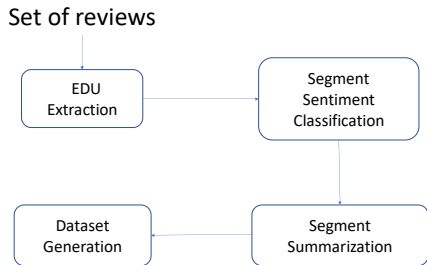 Set of reviews
EDU
Extraction
Segment
Sentiment
Classification
Segment
Summarization
Dataset
Generation